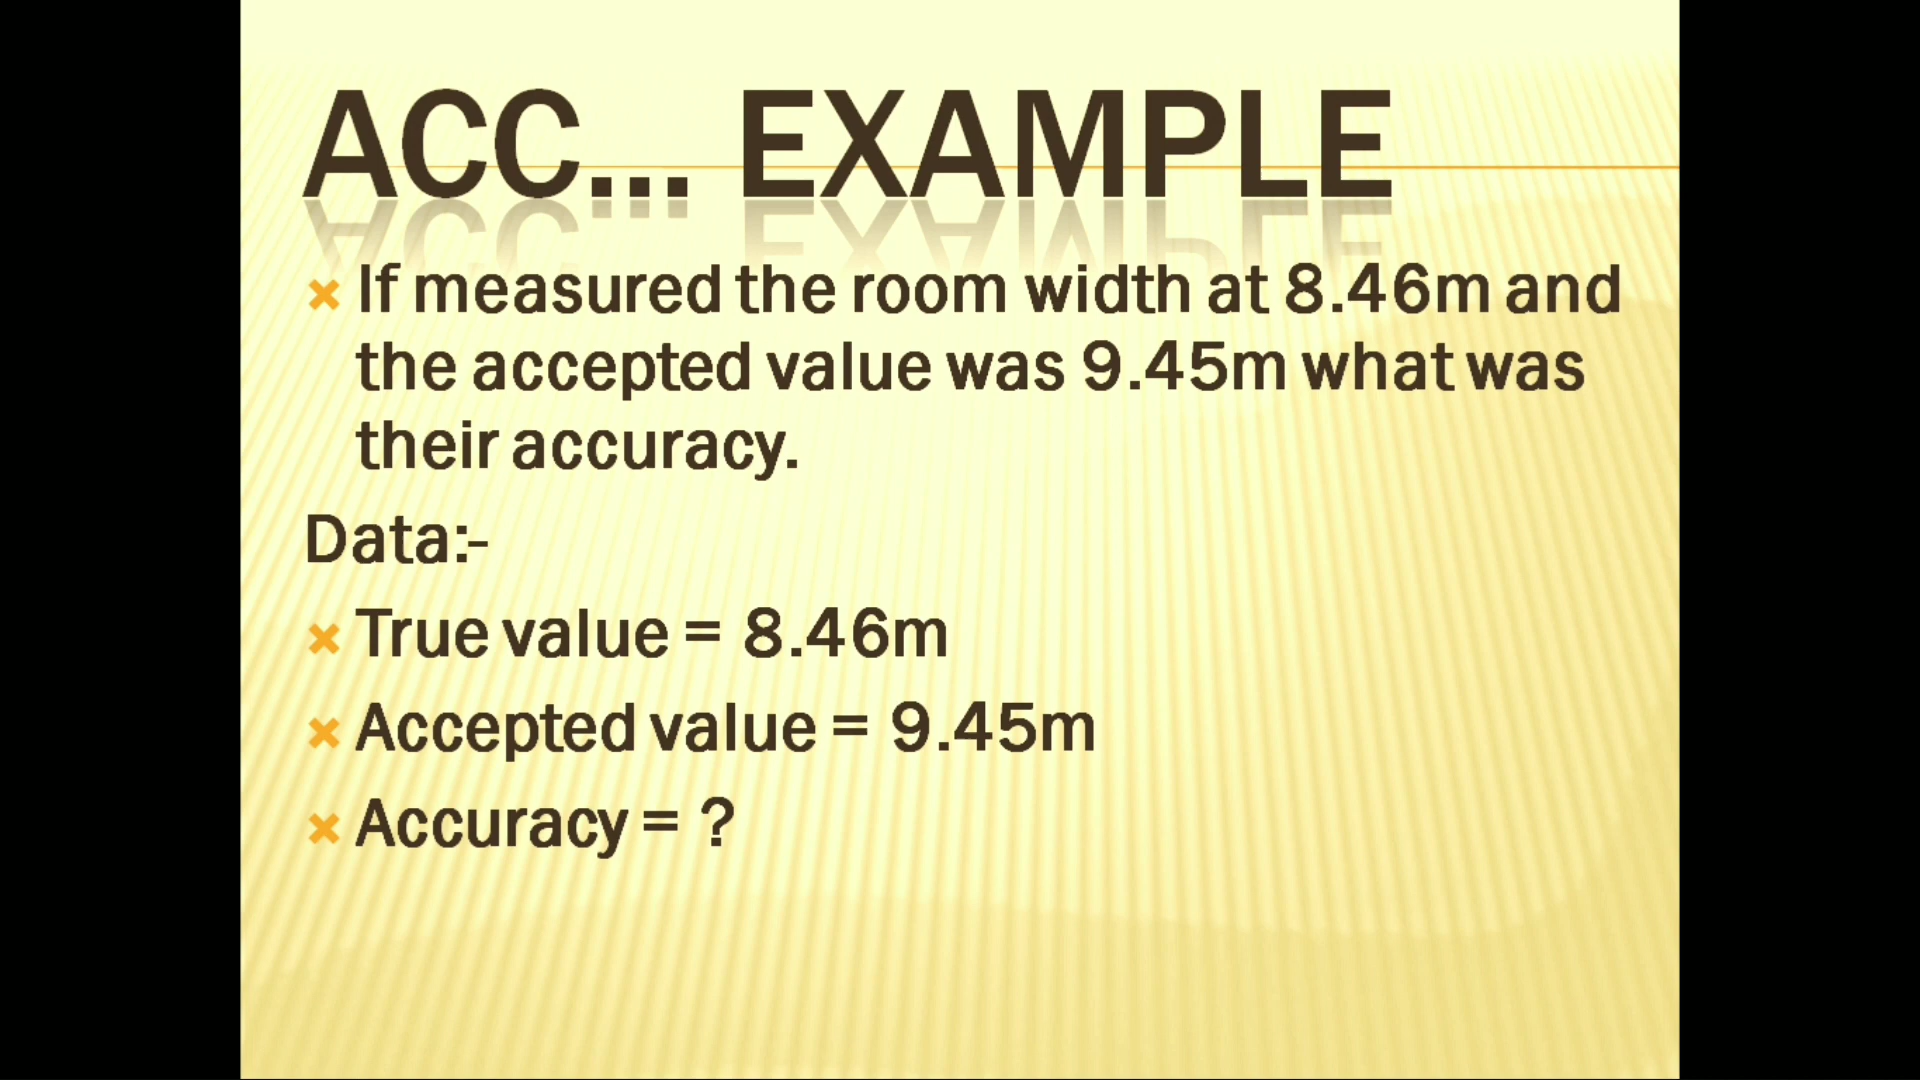 ACC... EXAMPLE
If measured the room width at 8.46m and
the accepted value was 9.45m what was
their accuracy.
Data:-
True value = 8.46m
Accepted value = 9.45m
Accuracy = ?